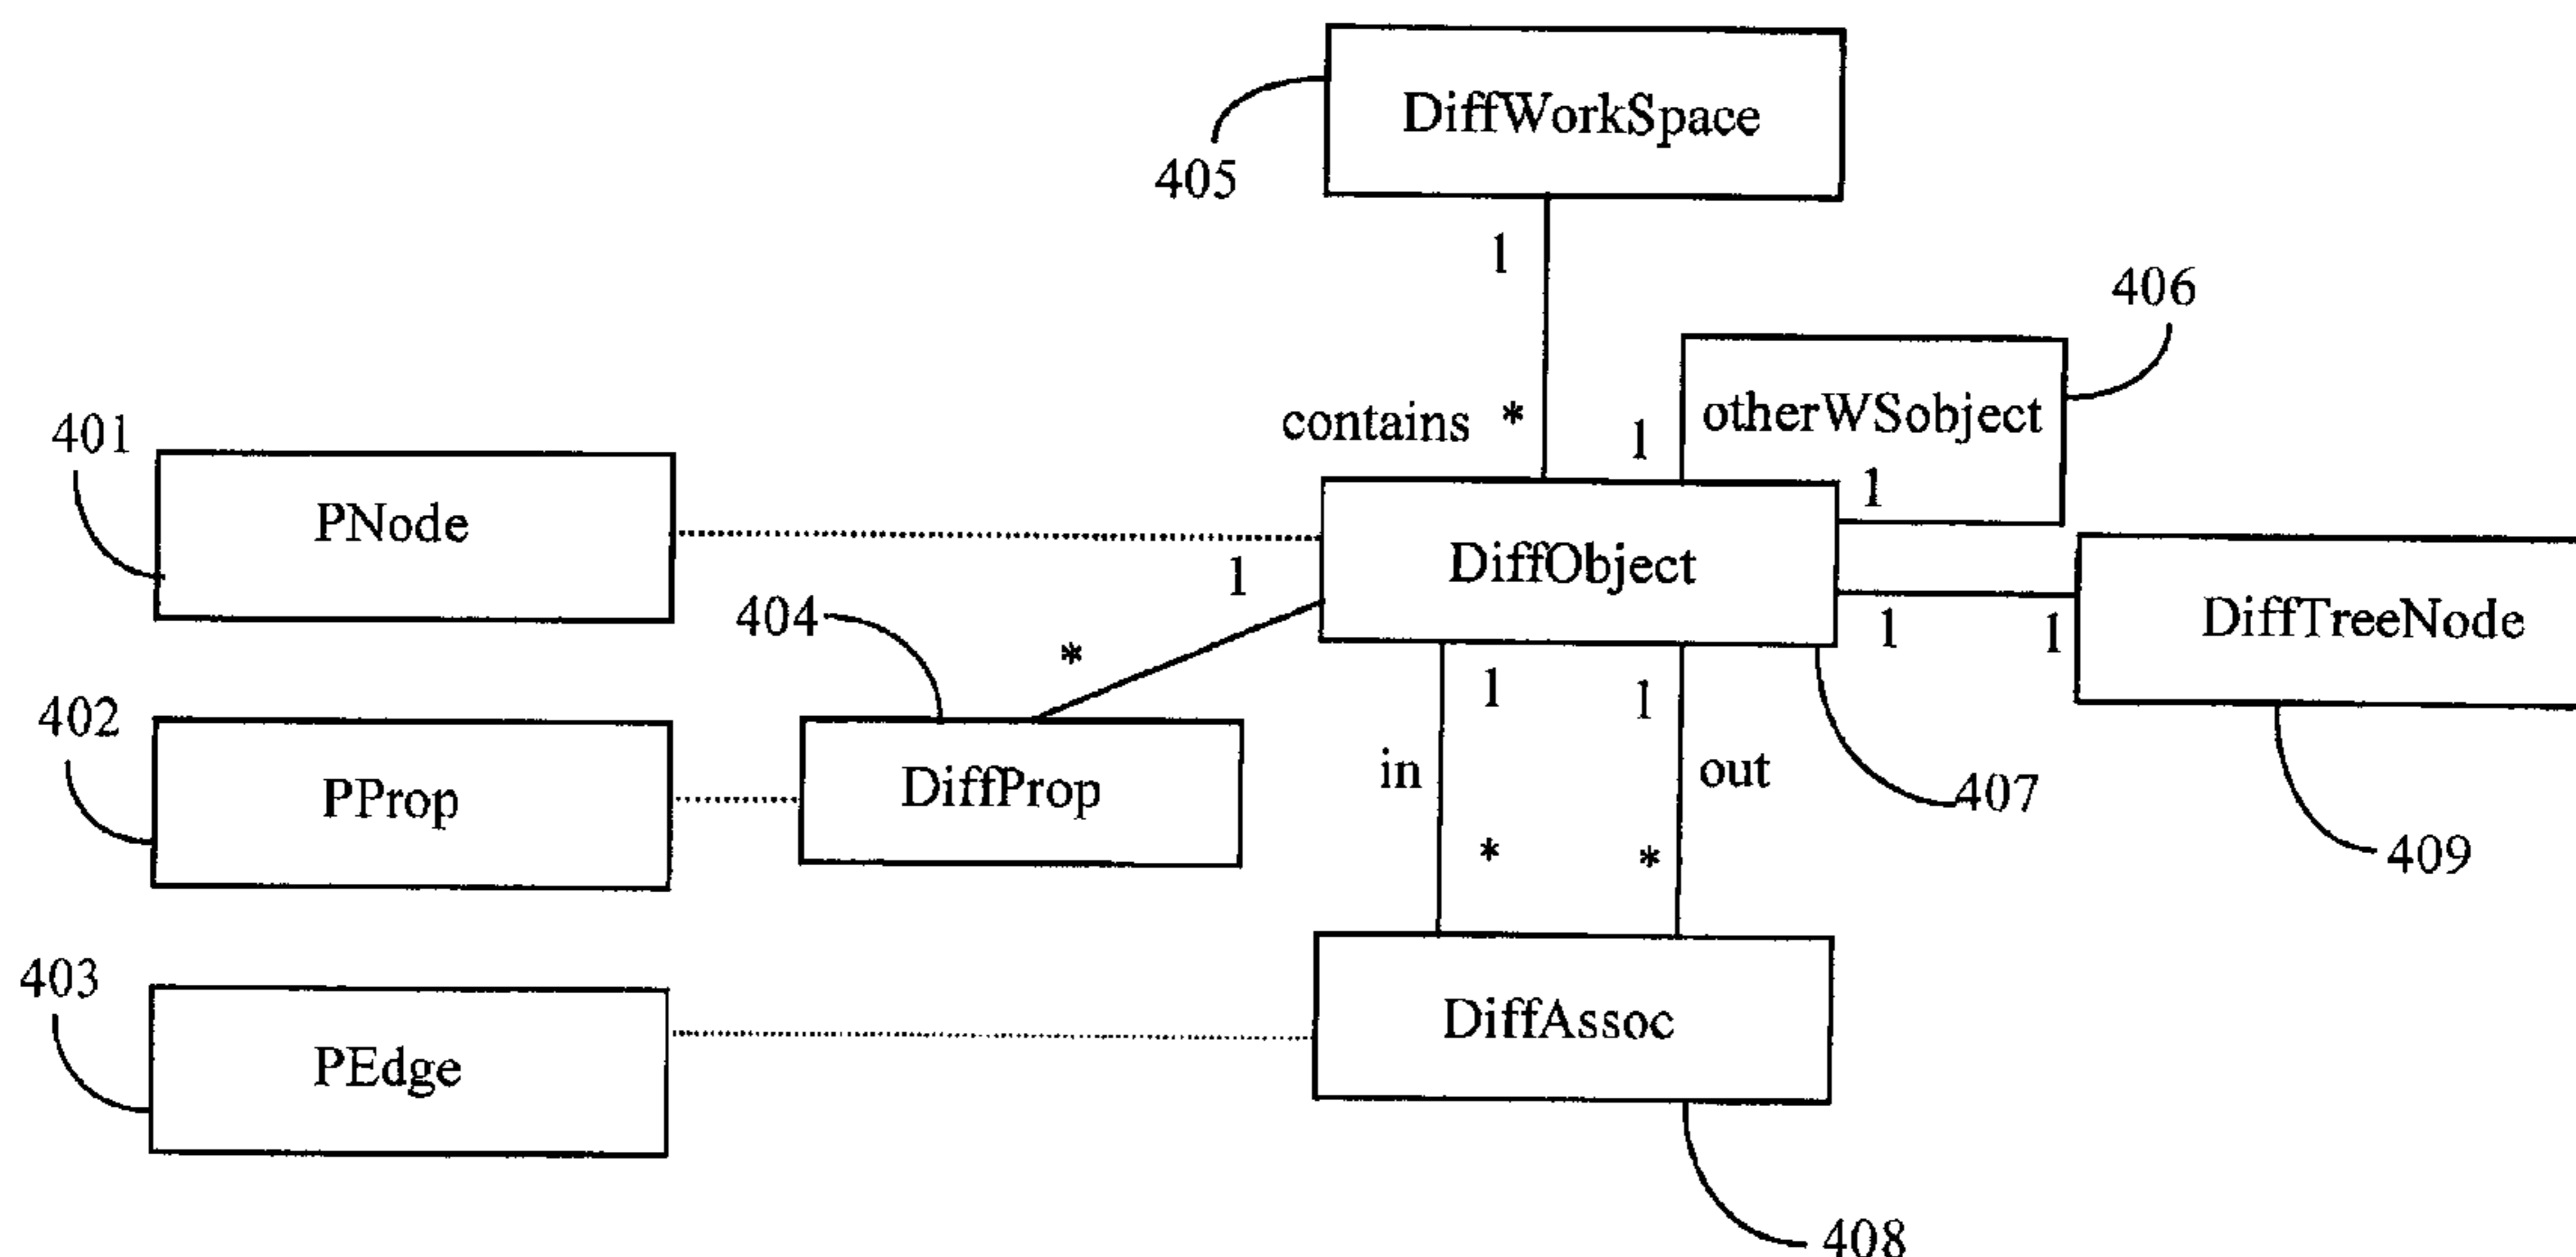 DiffWorkSpace
405
1
406
contains *
1
otherWSobject
401
1
PNode
DiffObject
1
404
*
1
1
DiffTreeNode
402
1
1
PProp
DiffProp
in
out
407
*
*
409
403
PEdge
DiffAssoc
408